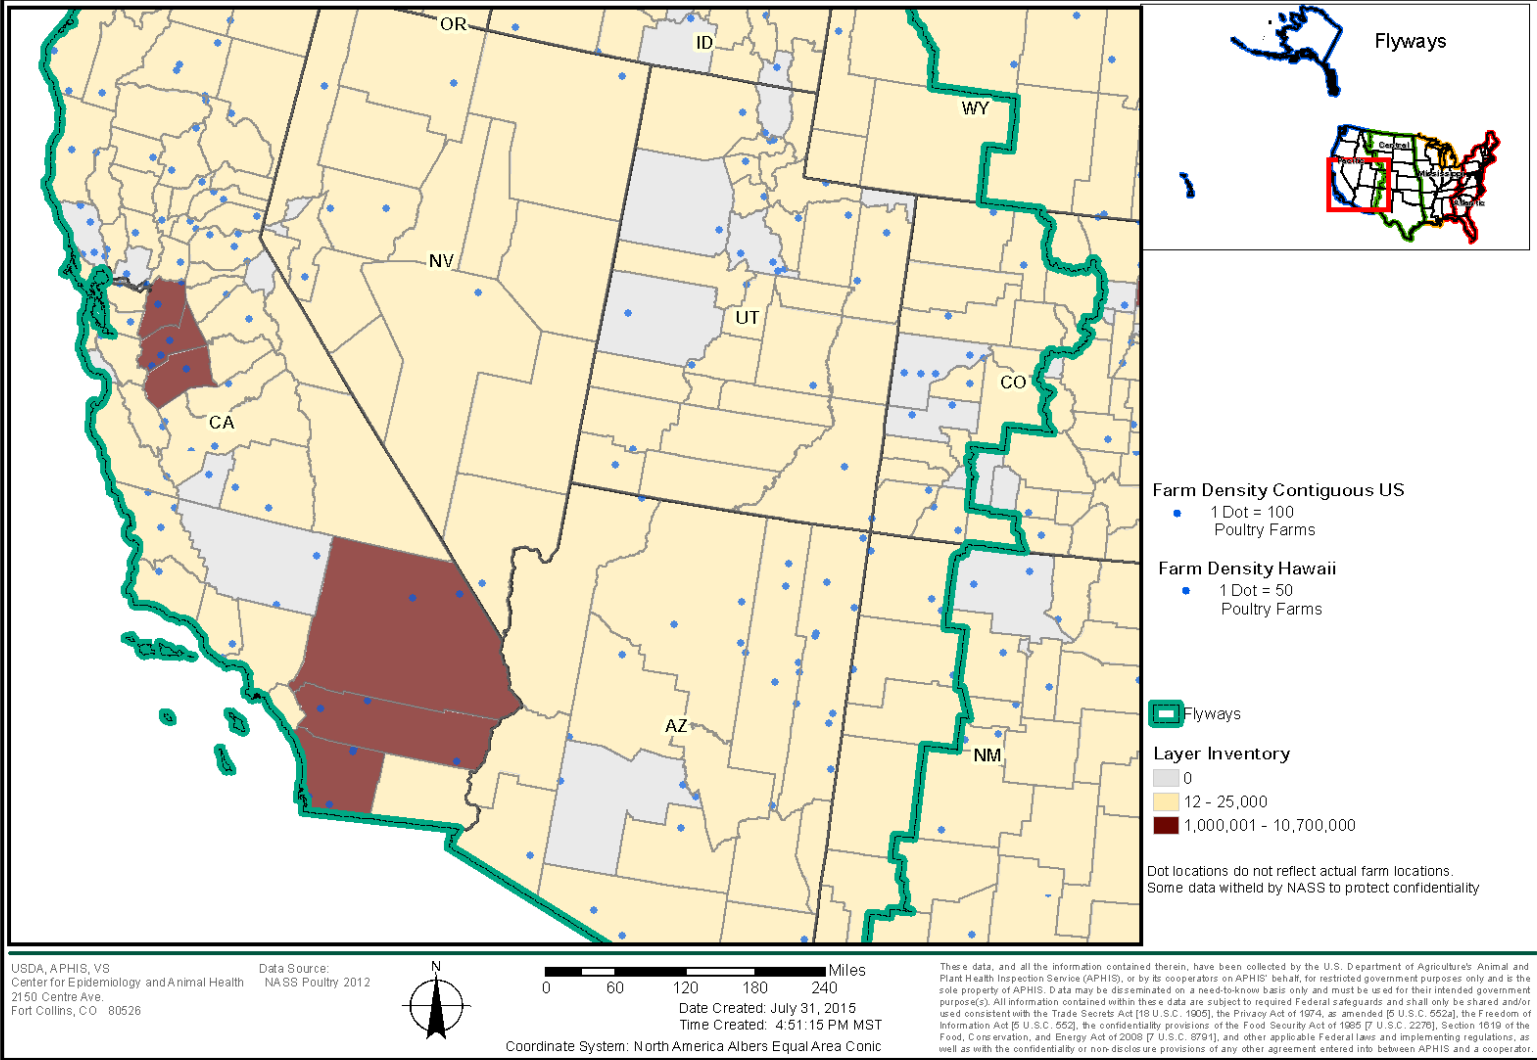 OR
ID
WY
NV
UT
CO
CA
AZ
NM
Flyways
Pacific
Central
Mississippi
Atlantic
Farm Density Contiguous US
1 Dot = 100
Poultry Farms
Farm Density Hawaii
1 Dot = 50
Poultry Farms
Flyways
Layer Inventory
0
12 - 25,000
1,000,001 - 10,700,000
Dot locations do not reflect actual farm locations.
Some data witheld by NASS to protect confidentiality
USDA, APHIS, VS
Center for Epidemiology and Animal Health
2150 Centre Ave.
Fort Collins, CO 80526
Data Source:
NASS Poultry 2012
N
Miles
0 60 120 180 240
Date Created: July 31, 2015
Time Created: 4:51:15 PM MST
Coordinate System: North America Albers Equal Area Conic
These data, and all the information contained therein, have been collected by the U.S. Department of Agriculture's Animal and
Plant Health Inspection Service (APHIS), or by its cooperators on APHIS' behalf, for restricted government purposes only and is the
sole property of APHIS. Data may be disseminated on a need-to-know basis only and must be used for their intended government
purpose(s). All information contained within these data are subject to required Federal safeguards and shall only be shared and/or
used consistent with the Trade Secrets Act [18 U.S.C. 1905], the Privacy Act of 1974, as amended [5 U.S.C. 552a], the Freedom of
Information Act [5 U.S.C. 552], the confidentiality provisions of the Food Security Act of 1985 [7 U.S.C. 2276], Section 1619 of the
Food, Conservation, and Energy Act of 2008 [7 U.S.C. 8791], and other applicable Federal laws and implementing regulations, as
well as with the confidentiality or non-disclosure provisions of any other agreement entered into between APHIS and a cooperator.